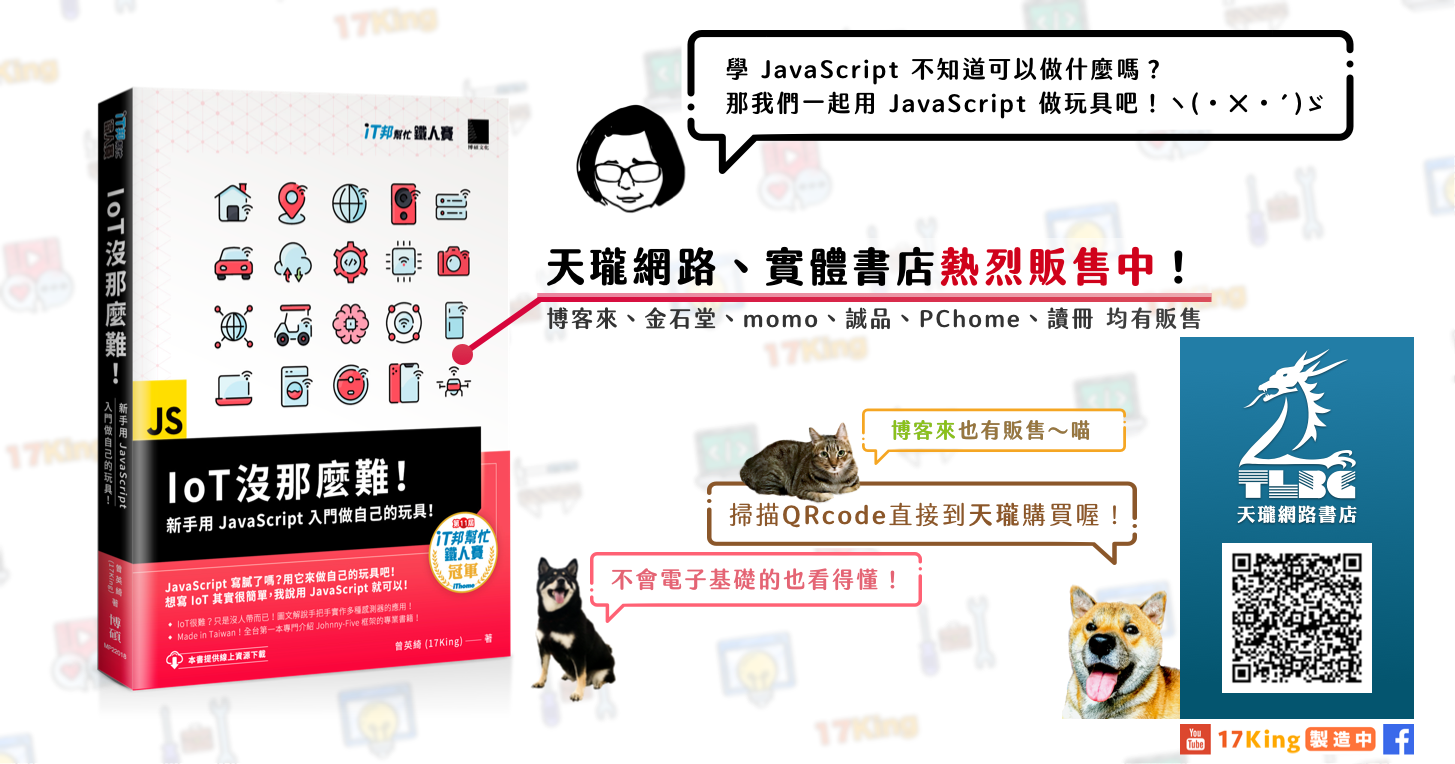 學 JavaScript 不知道可以做什麼嗎？
那我們一起用 JavaScript 做玩具吧！ヽ(・×・´)ゞ
天瓏網路、實體書店熱烈販售中！
博客來、金石堂、momo、誠品、PChome、讀冊 均有販售
iT邦幫忙 鐵人賽
博碩文化
JS
IoT沒那麼難！
新手用 JavaScript 入門做自己的玩具！
第11屆
iT邦幫忙
鐵人賽
冠軍
iThome
JavaScript 寫膩了嗎？用它來做自己的玩具吧！
想寫 IoT 其實很簡單，我說用 JavaScript 就可以！
IoT很難？只是沒人帶而已！圖文解說手把手實作多種感測器的應用！
Made in Taiwan！全台第一本專門介紹 Johnny-Five 框架的專業書籍！
曾英綺 (17King) 著
本書提供線上資源下載
IoT沒那麼難！
新手用 JavaScript
入門做自己的玩具！
曾英綺
(17King)
著
博碩
MP22018
博客來也有販售～喵
掃描QRcode直接到天瓏購買喔！
不會電子基礎的也看得懂！
TLBC
天瓏網路書店
You Tube 17King 製造中 f
17King
17King
17King
17King
17King